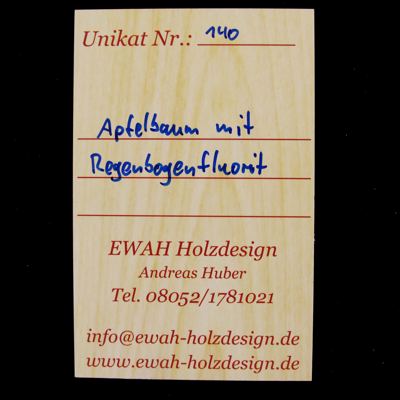 Unikat Nr.: 140
Apfelbaum mit
Regenbogenfluorit
EWAH Holzdesign
Andreas Huber
Tel. 08052/1781021
info@ewah-holzdesign.de
www.ewah-holzdesign.de